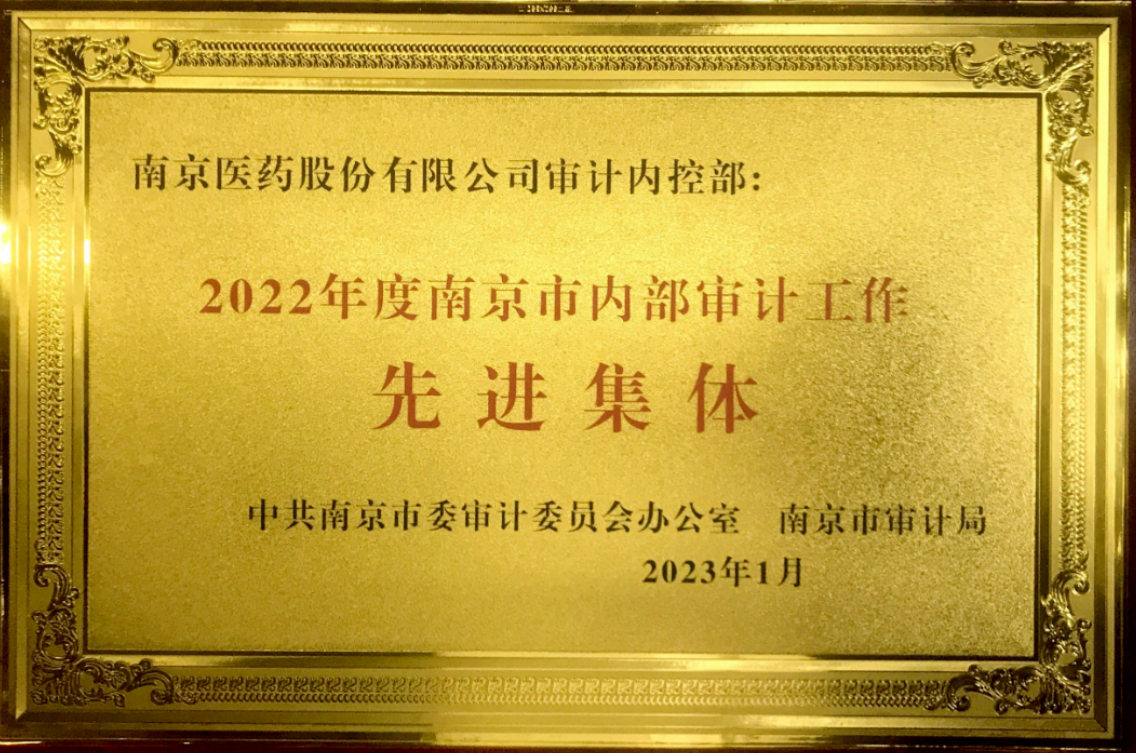 南京医药股份有限公司审计内控部:
2022年度南京市内部审计工作
先进集体
中共南京市委审计委员会办公室 南京市审计局
2023年1月